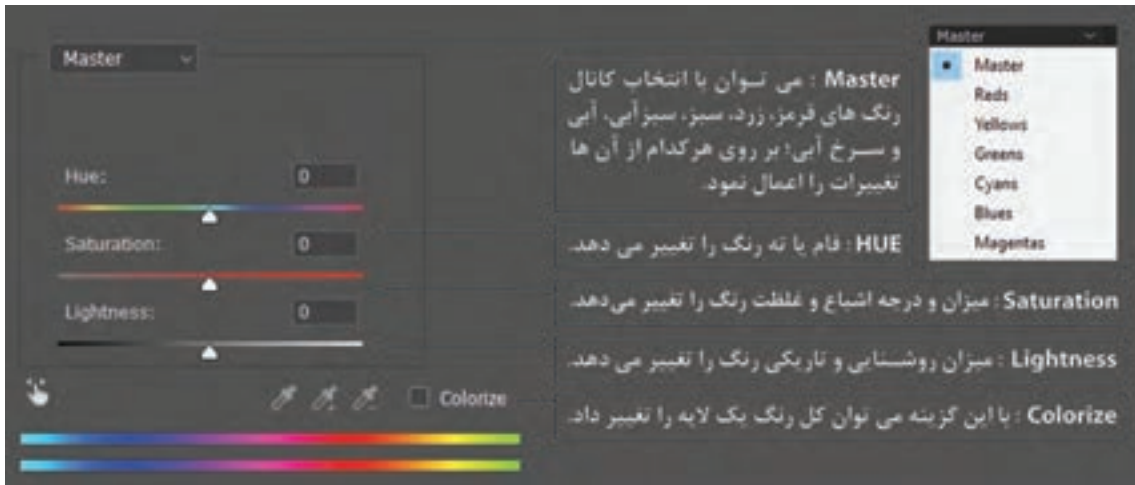 Master
Hue:
0
Saturation:
0
Lightness:
0
Colorize
Master : می توان با انتخاب کانال
رنگ های قرمز، زرد، سبز، سبزآبی، آبی
و سرخ آبی؛ بر روی هرکدام از آن ها
تغییرات را اعمال نمود.
HUE : فام یا ته رنگ را تغییر می دهد.
Saturation : میزان و درجه اشباع و غلظت رنگ را تغییر می‌دهد.
Lightness : میزان روشنایی و تاریکی رنگ را تغییر می دهد.
Colorize : با این گزینه می توان کل رنگ یک لایه را تغییر داد.
Master
Master
Reds
Yellows
Greens
Cyans
Blues
Magentas